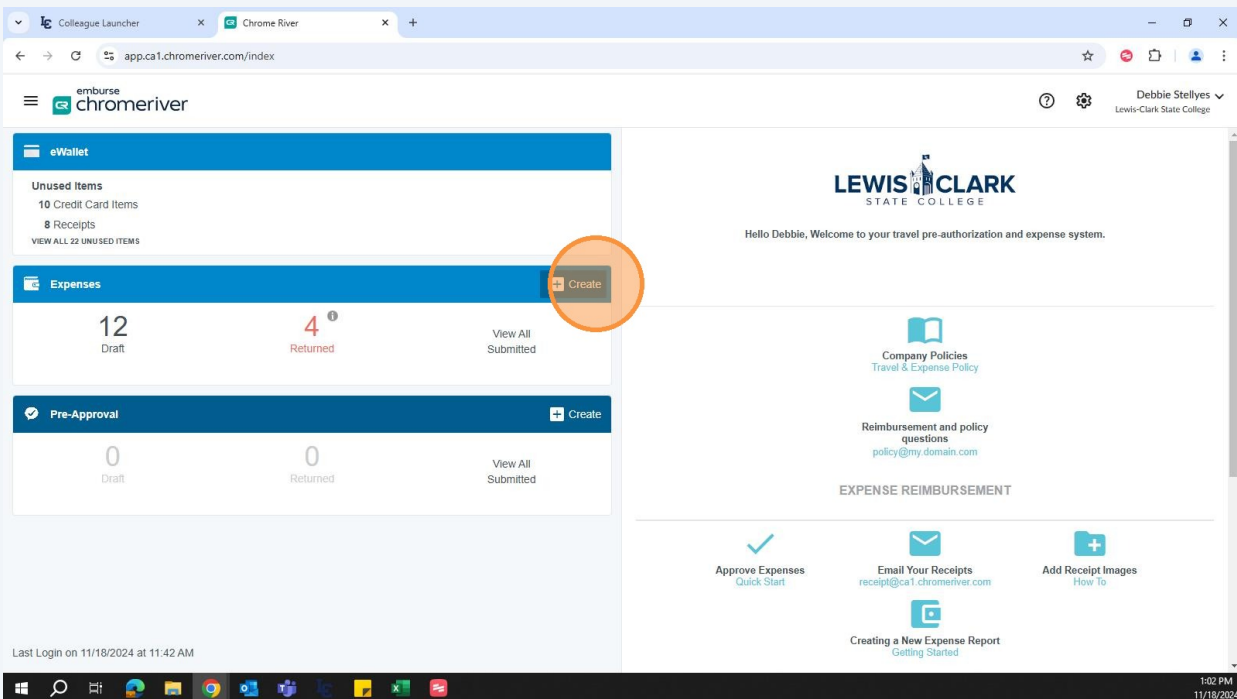 Colleague Launcher
Chrome River
app.ca1.chromeriver.com/index
emburse
chromeriver
Debbie Stellyes
Lewis-Clark State College
eWallet
Unused Items
10 Credit Card Items
8 Receipts
VIEW ALL 22 UNUSED ITEMS
Expenses
Create
12
Draft
4
Returned
View All
Submitted
Pre-Approval
Create
0
Draft
0
Returned
View All
Submitted
Last Login on 11/18/2024 at 11:42 AM
LEWIS CLARK
STATE COLLEGE
Hello Debbie, Welcome to your travel pre-authorization and expense system.
Company Policies
Travel & Expense Policy
Reimbursement and policy
questions
policy@my.domain.com
EXPENSE REIMBURSEMENT
Approve Expenses
Quick Start
Email Your Receipts
receipt@ca1.chromeriver.com
Add Receipt Images
How To
Creating a New Expense Report
Getting Started
1:02 PM
11/18/2024